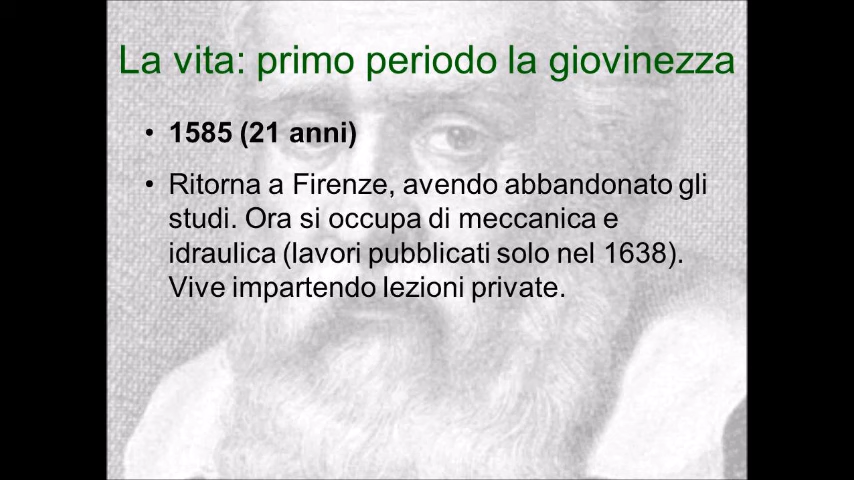 La vita: primo periodo la giovinezza
• 1585 (21 anni)
• Ritorna a Firenze, avendo abbandonato gli
studi. Ora si occupa di meccanica e
idraulica (lavori pubblicati solo nel 1638).
Vive impartendo lezioni private.